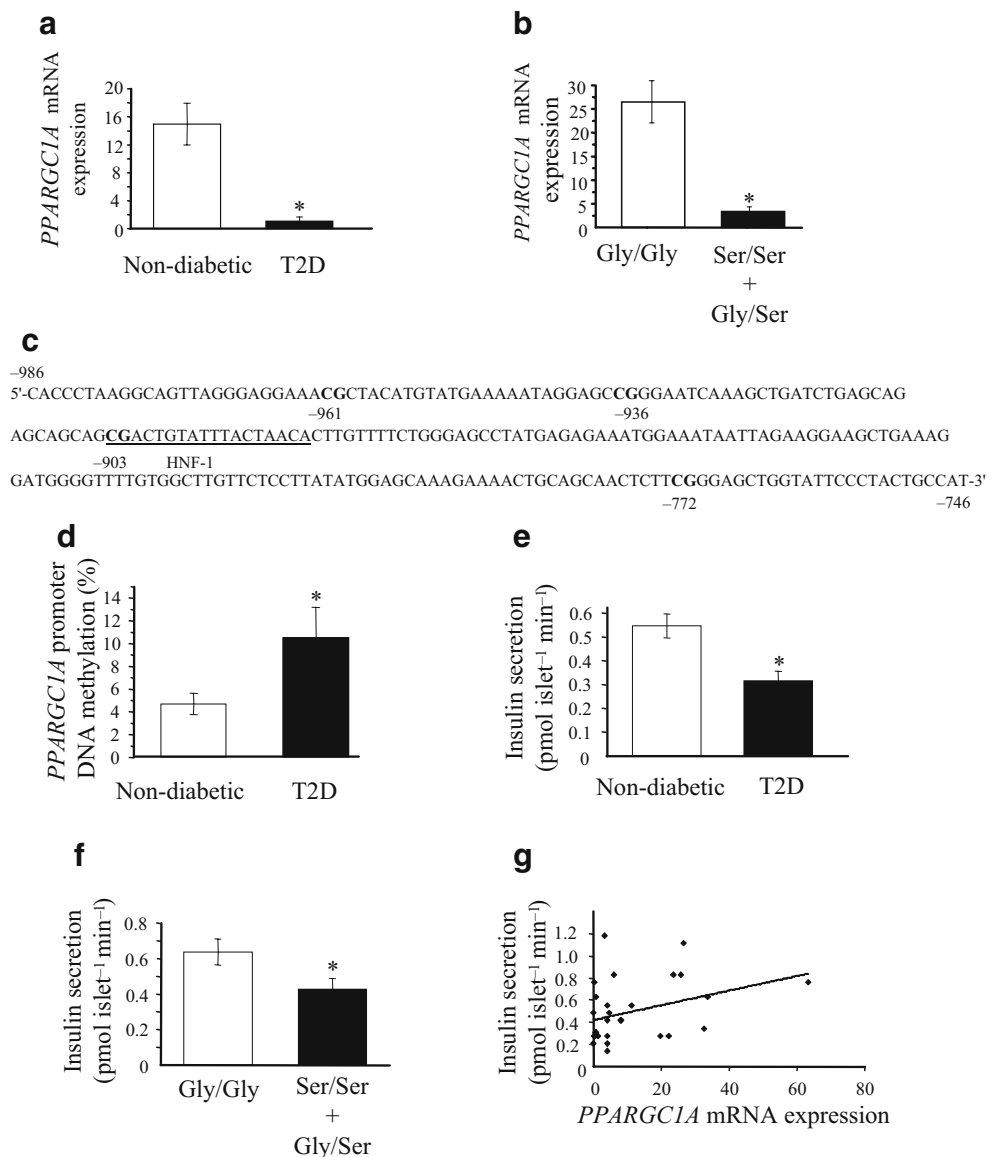 a
PPARGC1A mRNA
expression
20
16
12
8
4
0
*
Non-diabetic T2D
b
PPARGC1A mRNA
expression
30
25
20
15
10
5
0
*
Gly/Gly Ser/Ser
+
Gly/Ser
c
–986
5'-CACCCTAAGGCAGTTAGGGAGGAAACGCTACATGTATGAAAAATAGGAGCCGGGAATCAAAGCTGATCTGAGCAG
–961 –936
AGCAGCAGCGACTGTATTTACTAACACTTGTTTTCTGGGAGCCTATGAGAGAAATGGAAATAATTAGAAGGAAGCTGAAAG
–903 HNF-1
GATGGGGTTTTGTGGCTTGTTCTCCTTATATGGAGCAAAGAAAACTGCAGCAACTCTTCGGGAGCTGGTATTCCCTACTGCCAT-3'
–772 –746
d
PPARGC1A promoter
DNA methylation (%)
14
12
10
8
6
4
2
0
*
Non-diabetic T2D
e
Insulin secretion
(pmol islet⁻¹ min⁻¹)
0.6
0.5
0.4
0.3
0.2
0.1
0
*
Non-diabetic T2D
f
Insulin secretion
(pmol islet⁻¹ min⁻¹)
0.8
0.6
0.4
0.2
0
*
Gly/Gly Ser/Ser
+
Gly/Ser
g
Insulin secretion
(pmol islet⁻¹ min⁻¹)
1.2
1.0
0.8
0.6
0.4
0.2
0
0 20 40 60 80
PPARGC1A mRNA expression